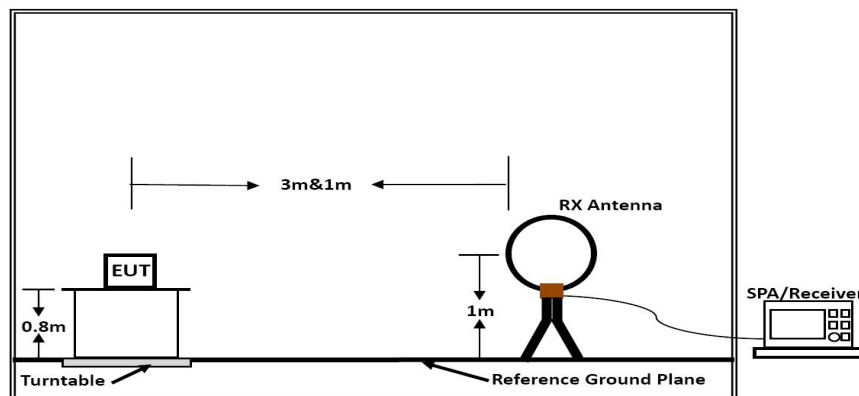 3m&1m
RX Antenna
EUT
SPA/Receiver
0.8m
1m
Turntable
Reference Ground Plane